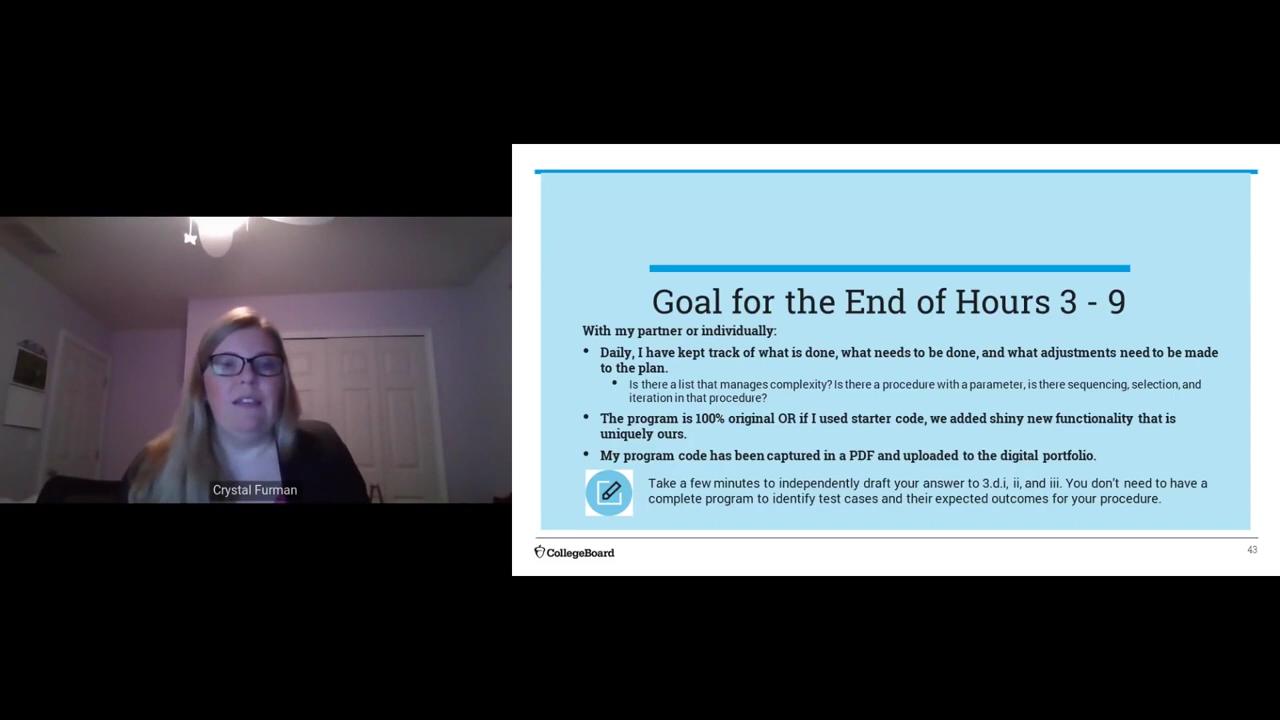 Crystal Furman
Goal for the End of Hours 3 - 9
With my partner or individually:
• Daily, I have kept track of what is done, what needs to be done, and what adjustments need to be made
to the plan.
• Is there a list that manages complexity? Is there a procedure with a parameter, is there sequencing, selection, and
iteration in that procedure?
• The program is 100% original OR if I used starter code, we added shiny new functionality that is
uniquely ours.
• My program code has been captured in a PDF and uploaded to the digital portfolio.
Take a few minutes to independently draft your answer to 3.d.i, ii, and iii. You don't need to have a
complete program to identify test cases and their expected outcomes for your procedure.
CollegeBoard
43